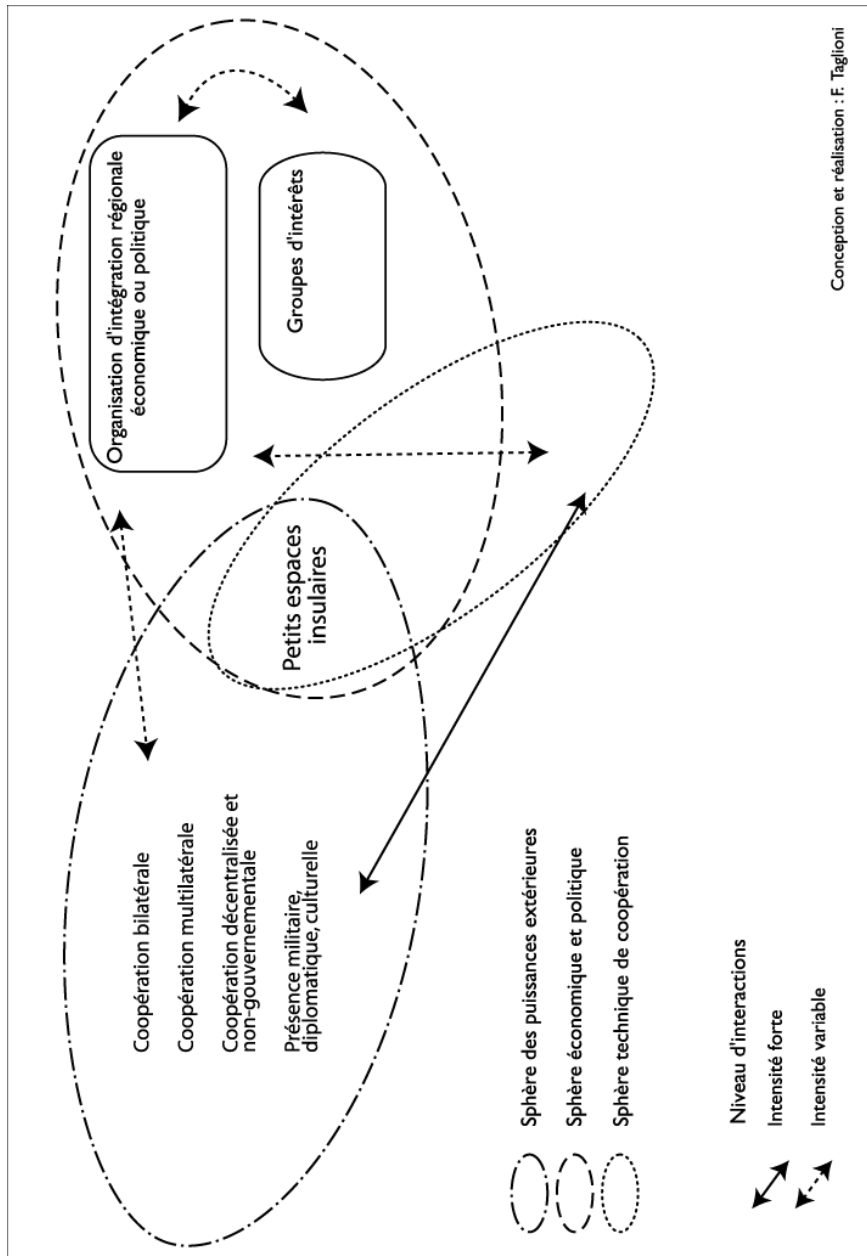 Organisation d'intégration régionale
économique ou politique
Groupes d'intérêts
Petits espaces
insulaires
Coopération bilatérale
Coopération multilatérale
Coopération décentralisée et
non-gouvernementale
Présence militaire,
diplomatique, culturelle
Sphère des puissances extérieures
Sphère économique et politique
Sphère technique de coopération
Niveau d'interactions
Intensité forte
Intensité variable
Conception et réalisation : F. Taglioni